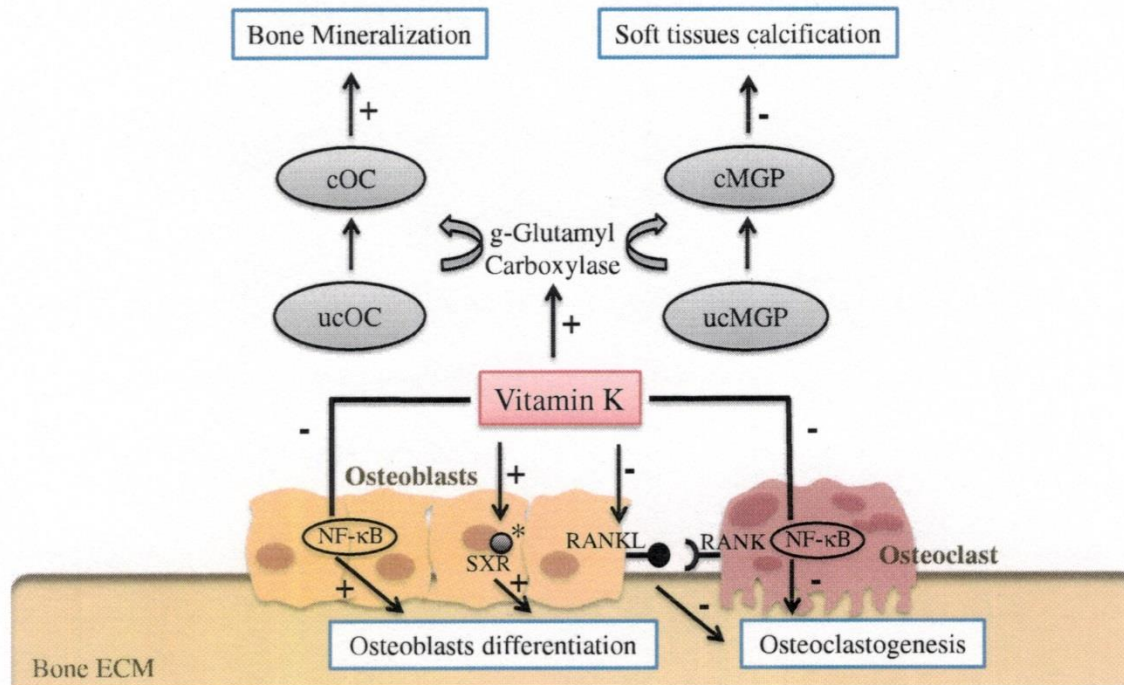 Bone Mineralization
Soft tissues calcification
+
-
cOC
cMGP
g-Glutamyl
Carboxylase
ucOC
ucMGP
+
Vitamin K
-
+
-
-
Osteoblasts
NF-κB
*
SXR
RANKL
RANK
NF-κB
Osteoclast
+
+
-
-
Osteoblasts differentiation
Osteoclastogenesis
Bone ECM